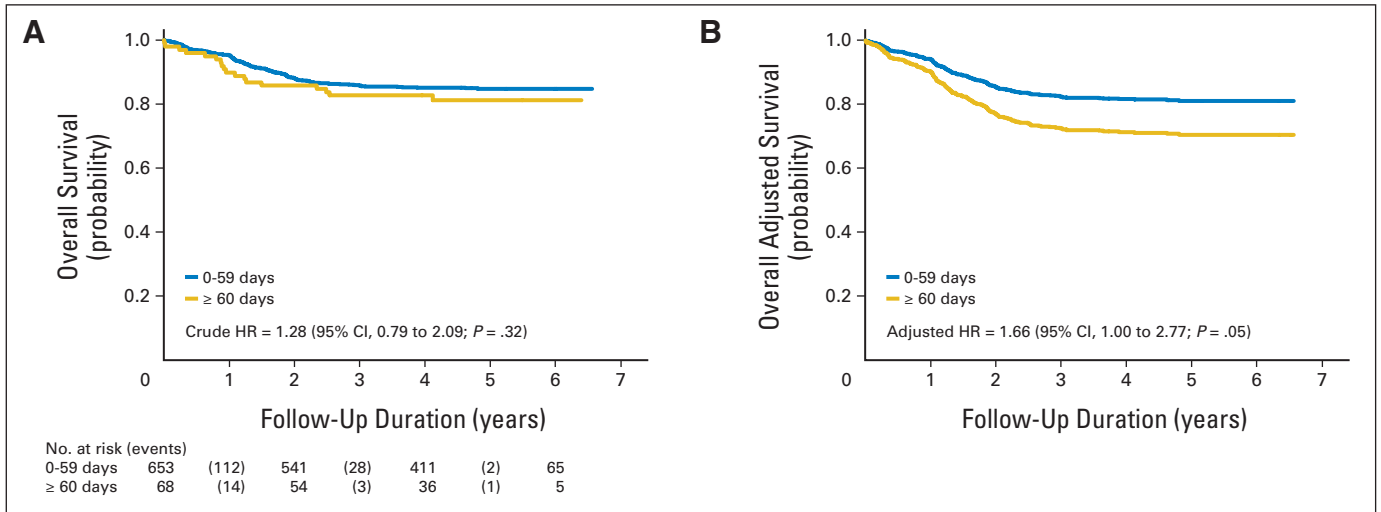 A
Overall Survival
(probability)
1.0
0.8
0.6
0.4
0.2
0-59 days
≥ 60 days
Crude HR = 1.28 (95% CI, 0.79 to 2.09; P = .32)
0 1 2 3 4 5 6 7
Follow-Up Duration (years)
No. at risk (events)
0-59 days 653 (112) 541 (28) 411 (2) 65
≥ 60 days 68 (14) 54 (3) 36 (1) 5
B
Overall Adjusted Survival
(probability)
1.0
0.8
0.6
0.4
0.2
0-59 days
≥ 60 days
Adjusted HR = 1.66 (95% CI, 1.00 to 2.77; P = .05)
0 1 2 3 4 5 6 7
Follow-Up Duration (years)